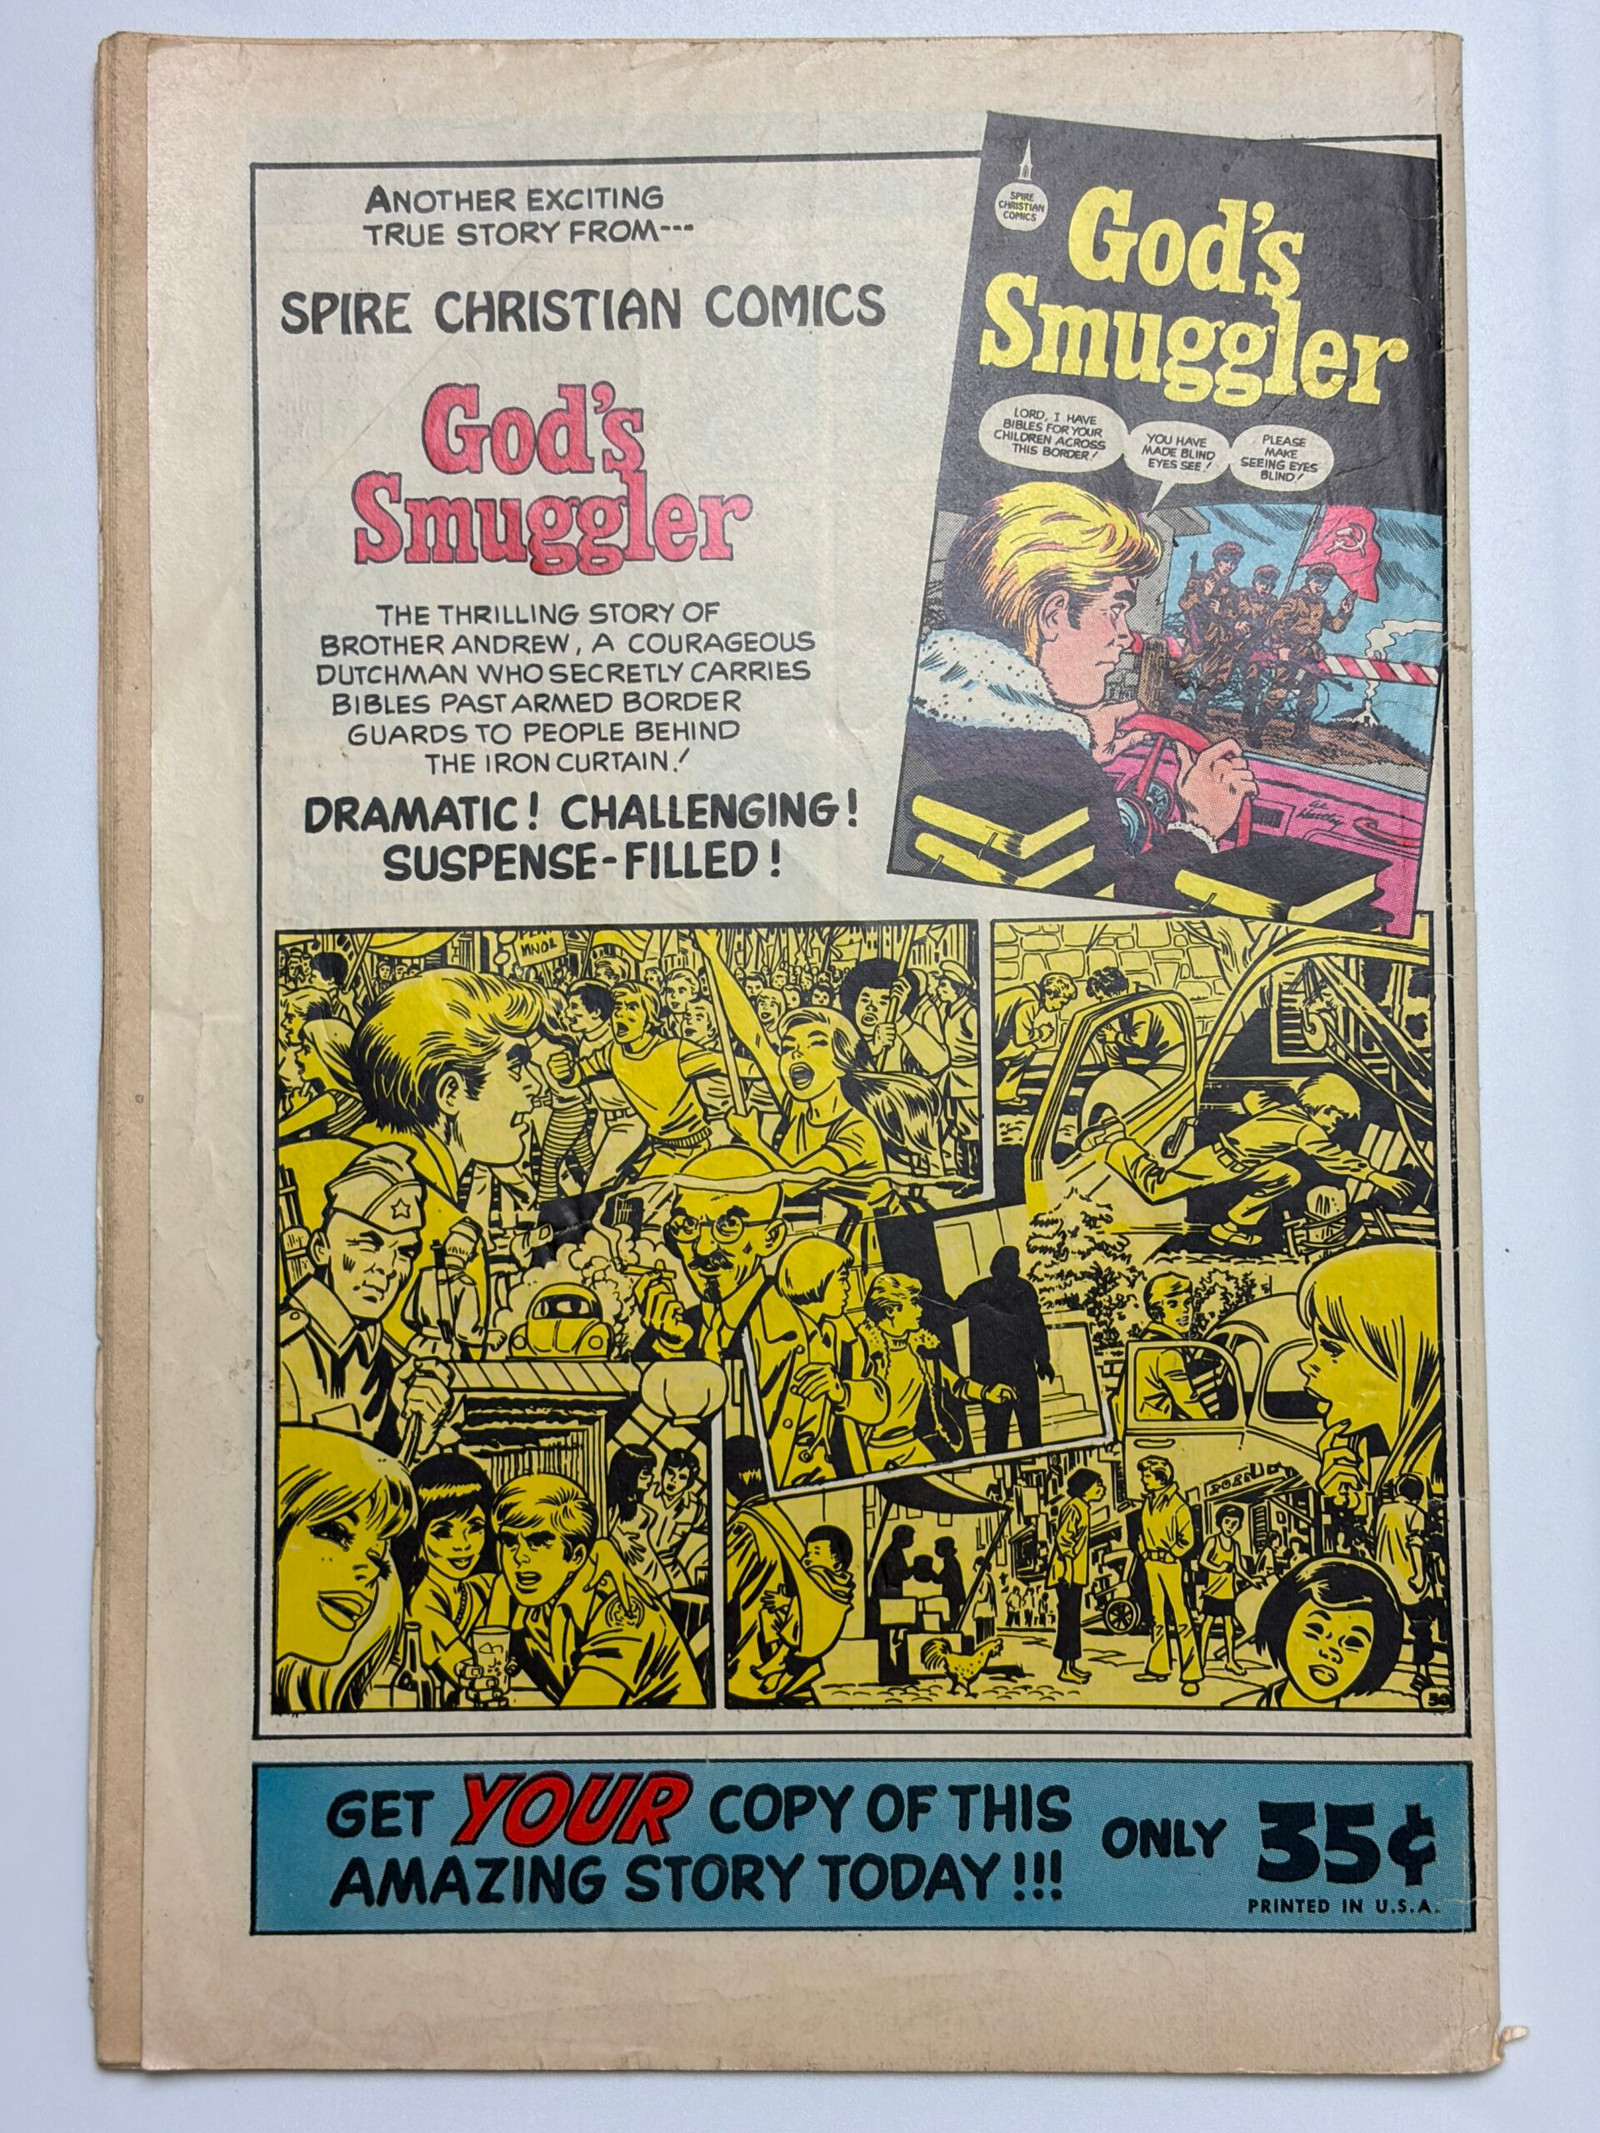 ANOTHER EXCITING
TRUE STORY FROM---
SPIRE CHRISTIAN COMICS
God's
Smuggler
THE THRILLING STORY OF
BROTHER ANDREW, A COURAGEOUS
DUTCHMAN WHO SECRETLY CARRIES
BIBLES PAST ARMED BORDER
GUARDS TO PEOPLE BEHIND
THE IRON CURTAIN!
DRAMATIC! CHALLENGING!
SUSPENSE-FILLED!
SPIRE
CHRISTIAN
COMICS
God's
Smuggler
LORD, I HAVE
BIBLES FOR YOUR
CHILDREN ACROSS
THIS BORDER!
YOU HAVE
MADE BLIND
EYES SEE!
PLEASE
MAKE
SEEING EYES
BLIND!
Al
Hartley
30
GET YOUR COPY OF THIS
AMAZING STORY TODAY!!!
ONLY 35¢
PRINTED IN U.S.A.